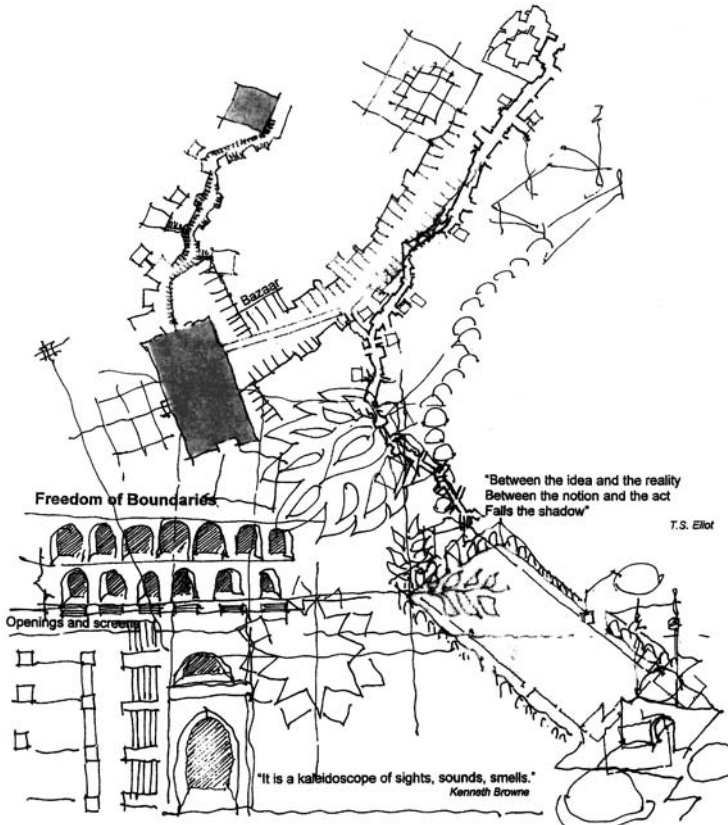 Bazaar
Freedom of Boundaries
"Between the idea and the reality
Between the notion and the act
Falls the shadow"
T.S. Eliot
Openings and screens
"It is a kaleidoscope of sights, sounds, smells."
Kenneth Browne